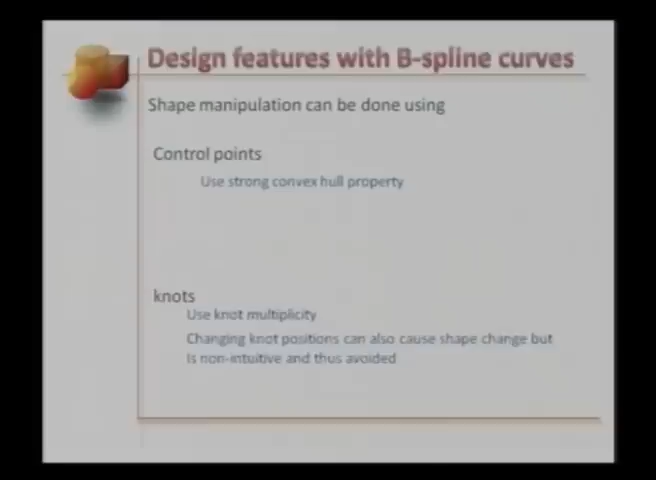 Design features with B-spline curves
Shape manipulation can be done using
Control points
Use strong convex hull property
knots
Use knot multiplicity
Changing knot positions can also cause shape change but
Is non-intuitive and thus avoided